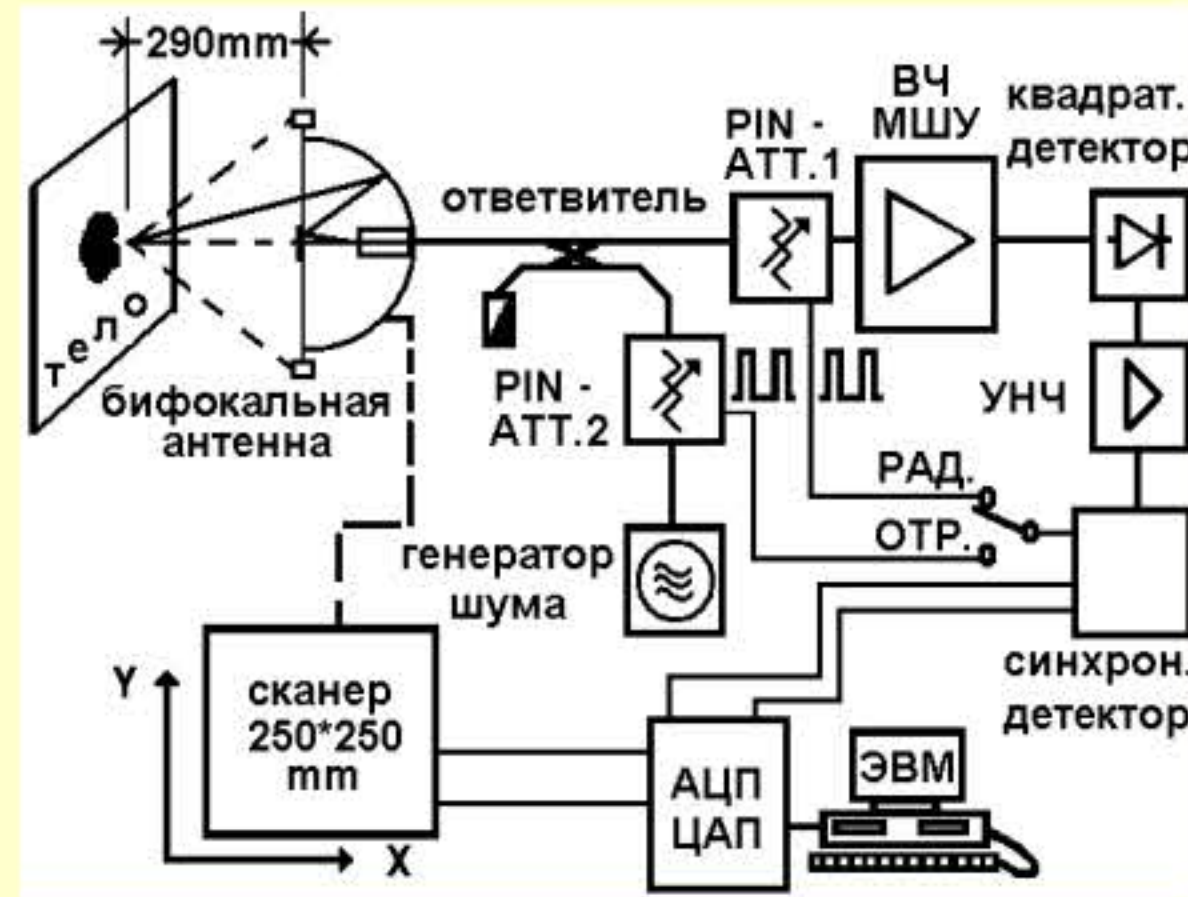 290mm
ВЧ
МШУ
квадрат.
детектор
PIN -
АТТ.1
ответвитель
тело
бифокальная
антенна
PIN -
АТТ.2
УНЧ
РАД.
ОТР.
генератор
шума
синхрон.
детектор
Y
сканер
250*250
mm
X
АЦП
ЦАП
ЭВМ